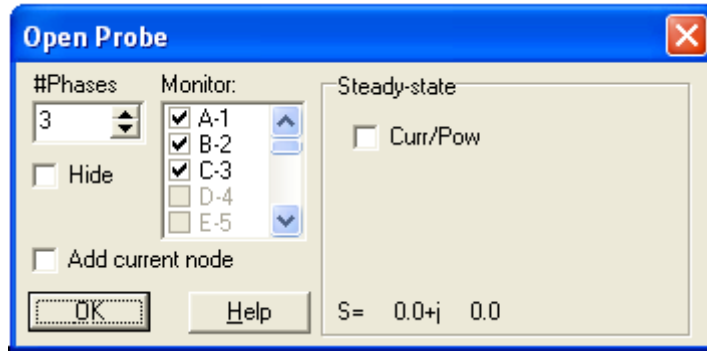 Open Probe
#Phases
3
Hide
Monitor:
A-1
B-2
C-3
D-4
E-5
Add current node
OK
Help
Steady-state
Curr/Pow
S= 0.0+j 0.0